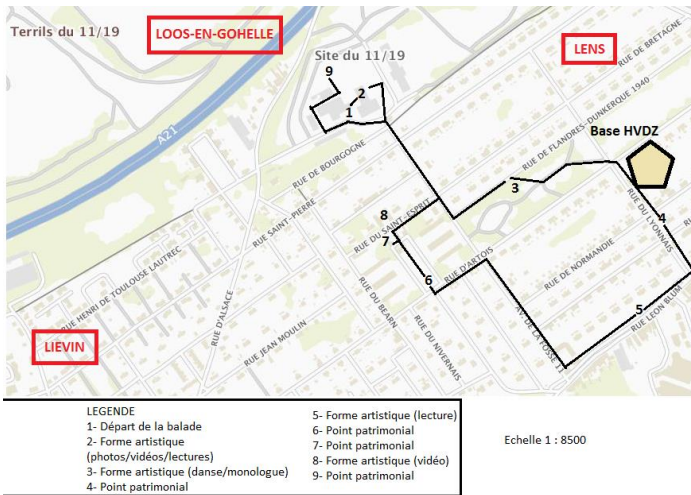 Terrils du 11/19
LOOS-EN-GOHELLE
LENS
RUE DE BRETAGNE
Site du 11/19
9
2
1
A21
RUE DE FLANDRES-DUNKERQUE 1940
Base HVDZ
RUE DE BOURGOGNE
3
RUE SAINT-PIERRE
RUE DU SAINT-ESPRIT
8
7
RUE DU LYONNAIS
4
RUE HENRI DE TOULOUSE LAUTREC
RUE D'ALSACE
RUE D'ARTOIS
6
RUE DE NORMANDIE
RUE DU BEARN
RUE DU NIVERNAIS
AV DE LA FOSSE 11
5
RUE LEON BLUM
LIEVIN
RUE JEAN MOULIN
LEGENDE
1- Départ de la balade
2- Forme artistique
(photos/vidéos/lectures)
3- Forme artistique (danse/monologue)
4- Point patrimonial
5- Forme artistique (lecture)
6- Point patrimonial
7- Point patrimonial
8- Forme artistique (vidéo)
9- Point patrimonial
Echelle 1 : 8500